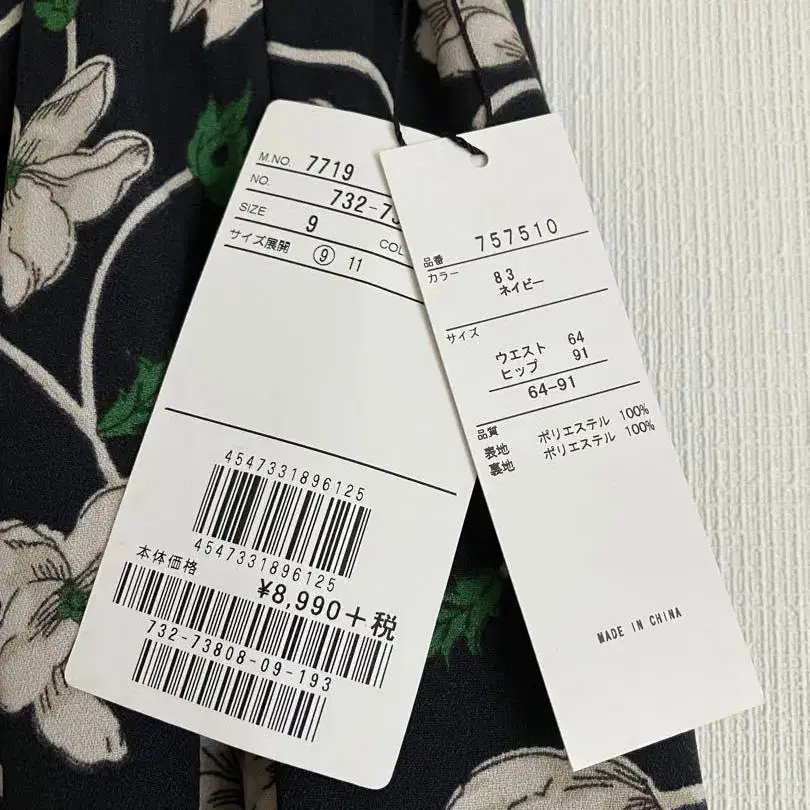 M.NO. 7719
NO. 732-73
SIZE 9 COL
サイズ展開 ⑨ 11
4547331896125
4547331896125
本体価格
¥8,990+税
732-73808-09-193
品番 757510
カラー 83
ネイビー
サイズ
ウエスト 64
ヒップ 91
64-91
品質
表地 ポリエステル 100%
裏地 ポリエステル 100%
MADE IN CHINA